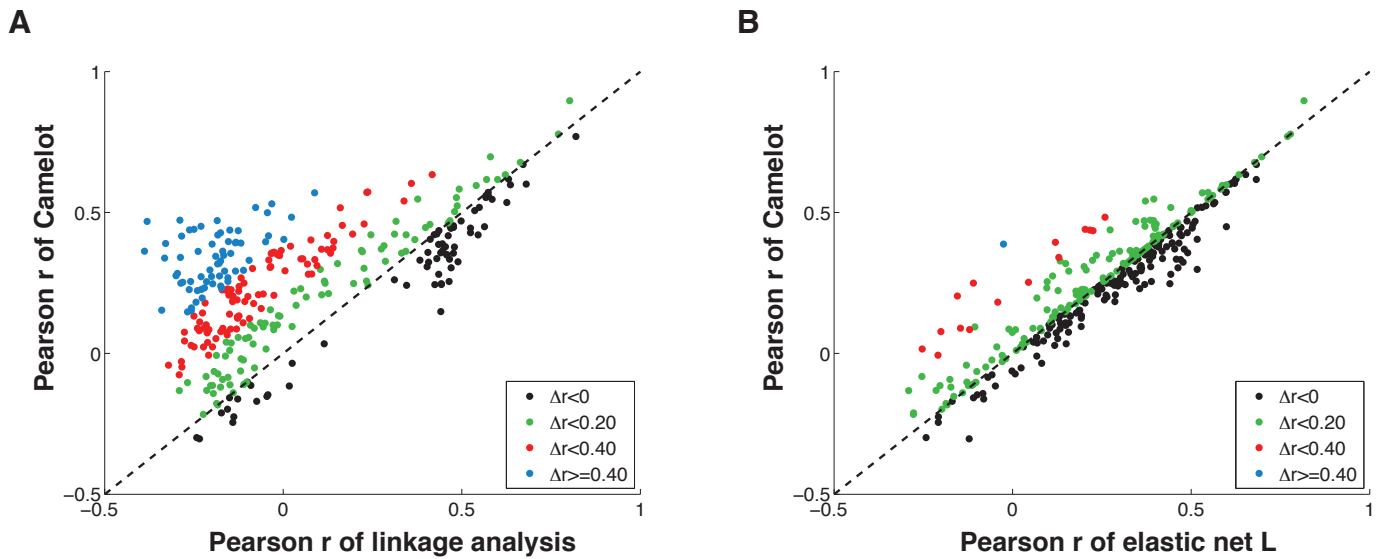 A
Pearson r of Camelot
1
0.5
0
−0.5
−0.5
0
0.5
1
Pearson r of linkage analysis
Δr<0
Δr<0.20
Δr<0.40
Δr>=0.40
B
Pearson r of Camelot
1
0.5
0
−0.5
−0.5
0
0.5
1
Pearson r of elastic net L
Δr<0
Δr<0.20
Δr<0.40
Δr>=0.40